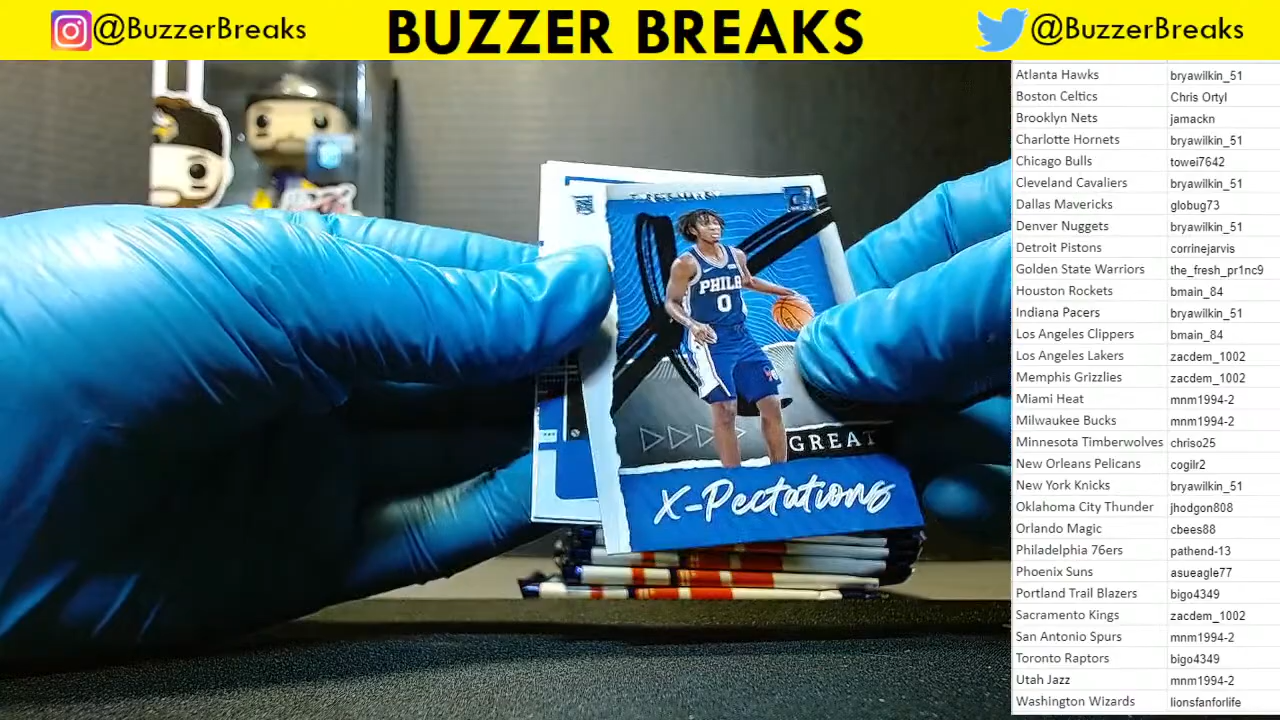 @BuzzerBreaks
BUZZER BREAKS
@BuzzerBreaks
PHILA
0
GREAT
X-Pectations
Atlanta Hawks bryawilkin_51
Boston Celtics Chris Ortyl
Brooklyn Nets jamackn
Charlotte Hornets bryawilkin_51
Chicago Bulls towei7642
Cleveland Cavaliers bryawilkin_51
Dallas Mavericks globug73
Denver Nuggets bryawilkin_51
Detroit Pistons corrinejarvis
Golden State Warriors the_fresh_pr1nc9
Houston Rockets bmain_84
Indiana Pacers bryawilkin_51
Los Angeles Clippers bmain_84
Los Angeles Lakers zacdem_1002
Memphis Grizzlies zacdem_1002
Miami Heat mnm1994-2
Milwaukee Bucks mnm1994-2
Minnesota Timberwolves chriso25
New Orleans Pelicans cogilr2
New York Knicks bryawilkin_51
Oklahoma City Thunder jhodgon808
Orlando Magic cbees88
Philadelphia 76ers pathend-13
Phoenix Suns asueagle77
Portland Trail Blazers bigo4349
Sacramento Kings zacdem_1002
San Antonio Spurs mnm1994-2
Toronto Raptors bigo4349
Utah Jazz mnm1994-2
Washington Wizards lionsfanforlife